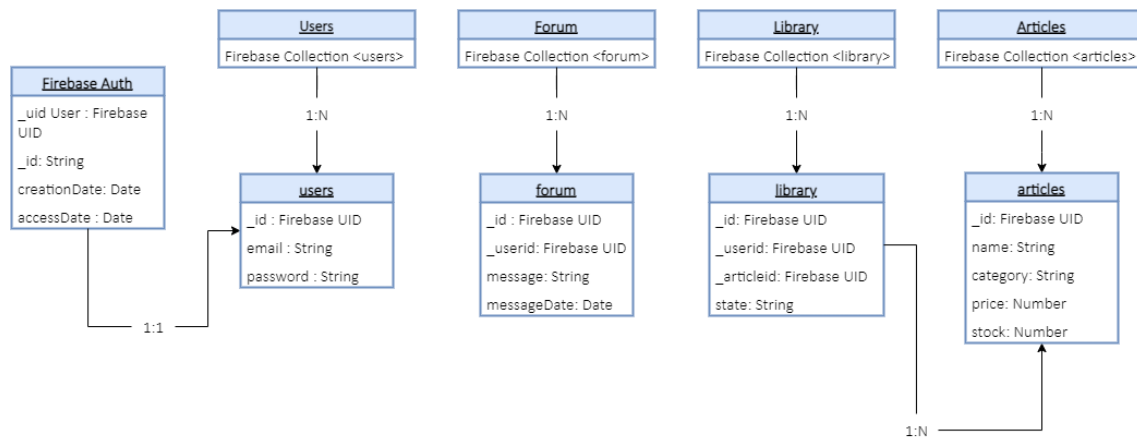 Users
Firebase Collection <users>
Forum
Firebase Collection <forum>
Library
Firebase Collection <library>
Articles
Firebase Collection <articles>
Firebase Auth
_uid User : Firebase
UID
_id: String
creationDate: Date
accessDate : Date
1:N
1:N
1:N
1:N
users
_id : Firebase UID
email : String
password : String
forum
_id : Firebase UID
_userid: Firebase UID
message: String
messageDate: Date
library
_id: Firebase UID
_userid: Firebase UID
_articleid: Firebase UID
state: String
articles
_id: Firebase UID
name: String
category: String
price: Number
stock: Number
1:1
1:N